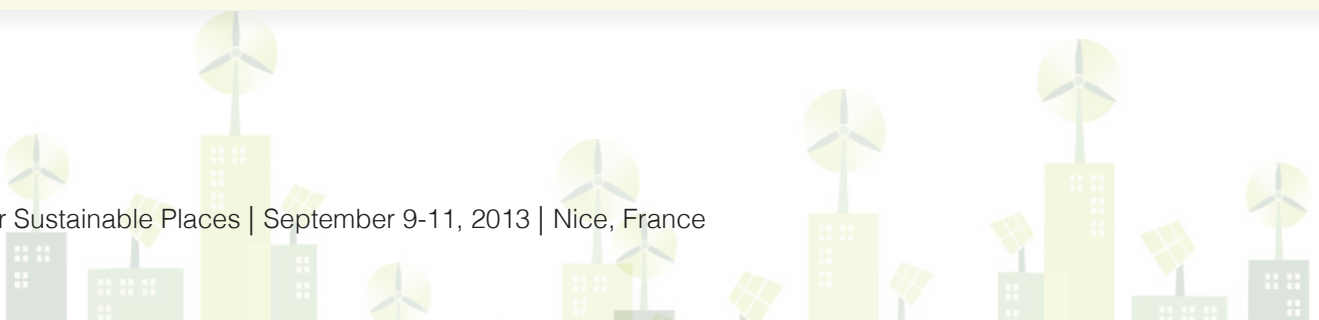 r Sustainable Places | September 9-11, 2013 | Nice, France